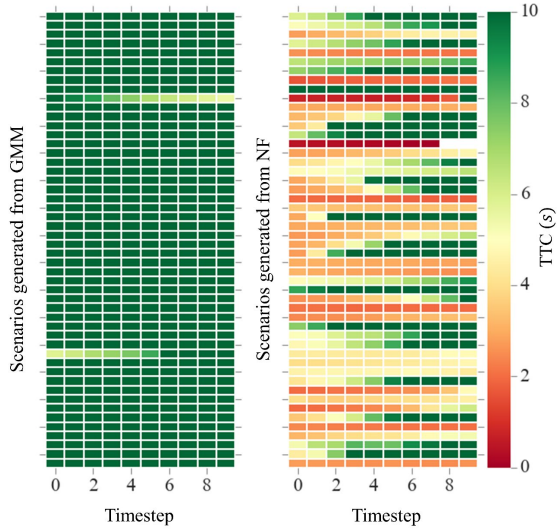 Scenarios generated from GMM
0 2 4 6 8
Timestep
Scenarios generated from NF
0 2 4 6 8
Timestep
10
8
6
4
2
0
TTC (s)